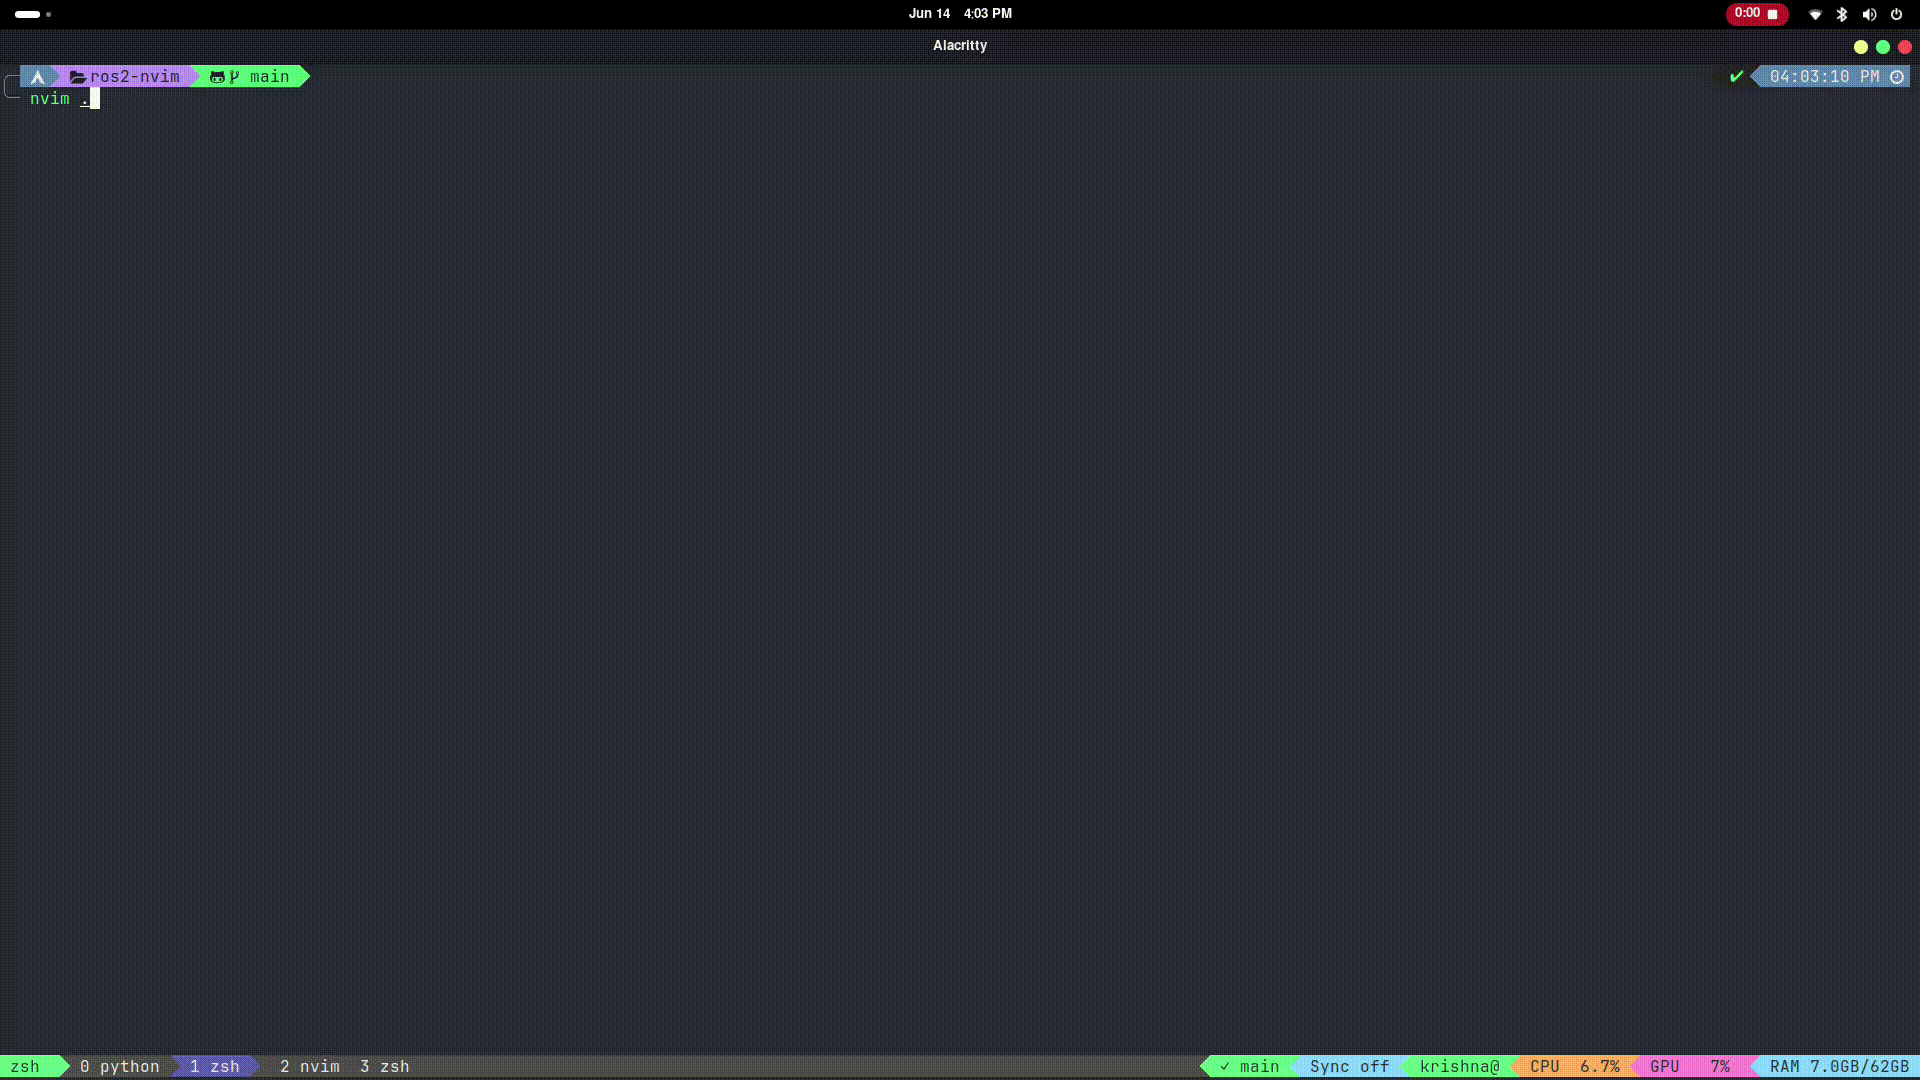 Jun 14 4:03 PM
0:00
Alacritty
ros2-nvim main
04:03:10 PM
nvim .
zsh 0 python 1 zsh 2 nvim 3 zsh
✓ main Sync off krishna@ CPU 6.7% GPU 7% RAM 7.0GB/62GB